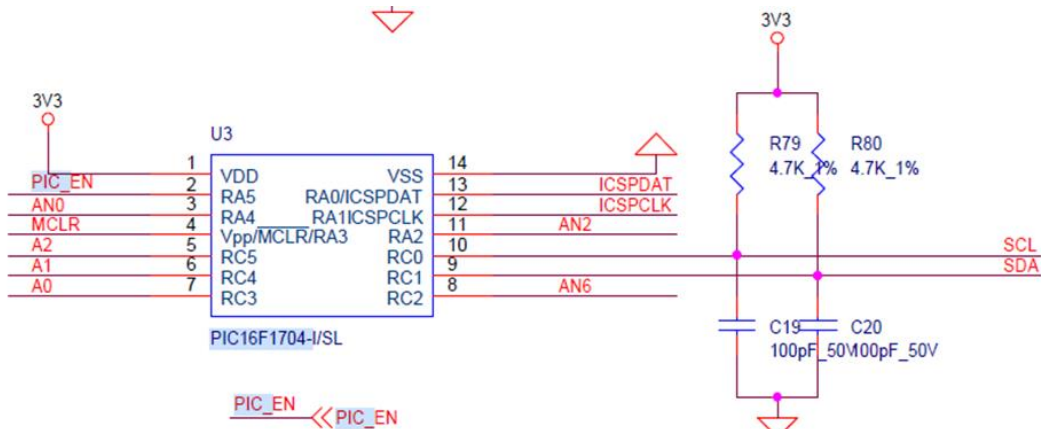 3V3
3V3
U3
R79
R80
4.7K_1%
4.7K_1%
1
VDD
VSS
14
PIC_EN
2
RA5
RA0/ICSPDAT
13
ICSPDAT
AN0
3
RA4
RA1ICSPCLK
12
ICSPCLK
MCLR
4
Vpp/MCLR/RA3
RA2
11
AN2
A2
5
RC5
RC0
10
SCL
A1
6
RC4
RC1
9
SDA
A0
7
RC3
RC2
8
AN6
C19
C20
100pF_50V
100pF_50V
PIC16F1704-I/SL
PIC_EN
PIC_EN